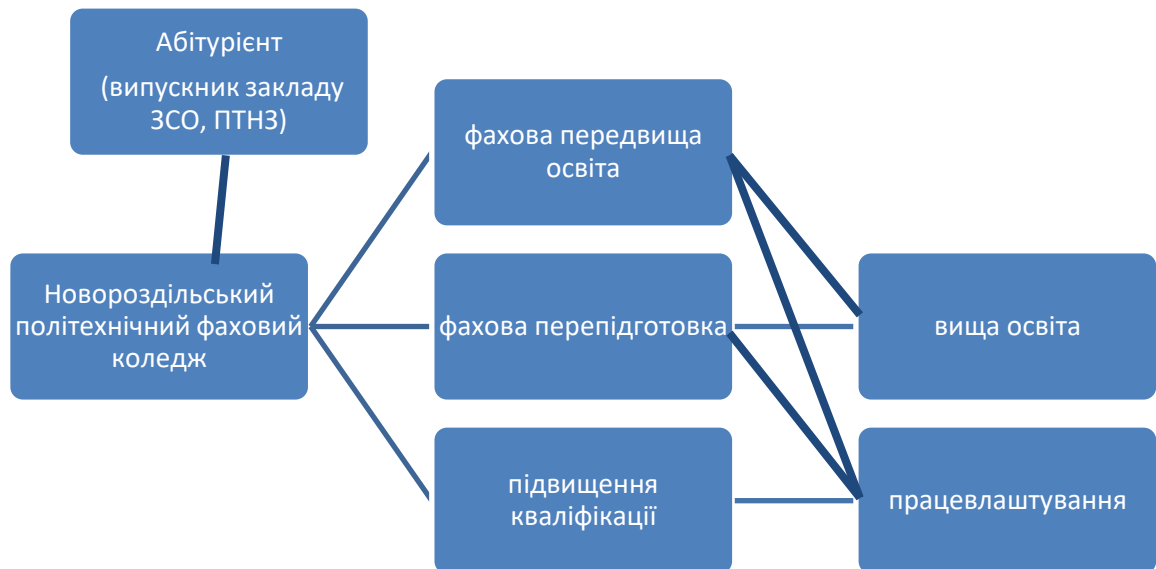 Абітурієнт
(випускник закладу
ЗСО, ПТНЗ)
фахова передвища
освіта
Новороздільський
політехнічний фаховий
коледж
фахова перепідготовка
вища освіта
підвищення
кваліфікації
працевлаштування